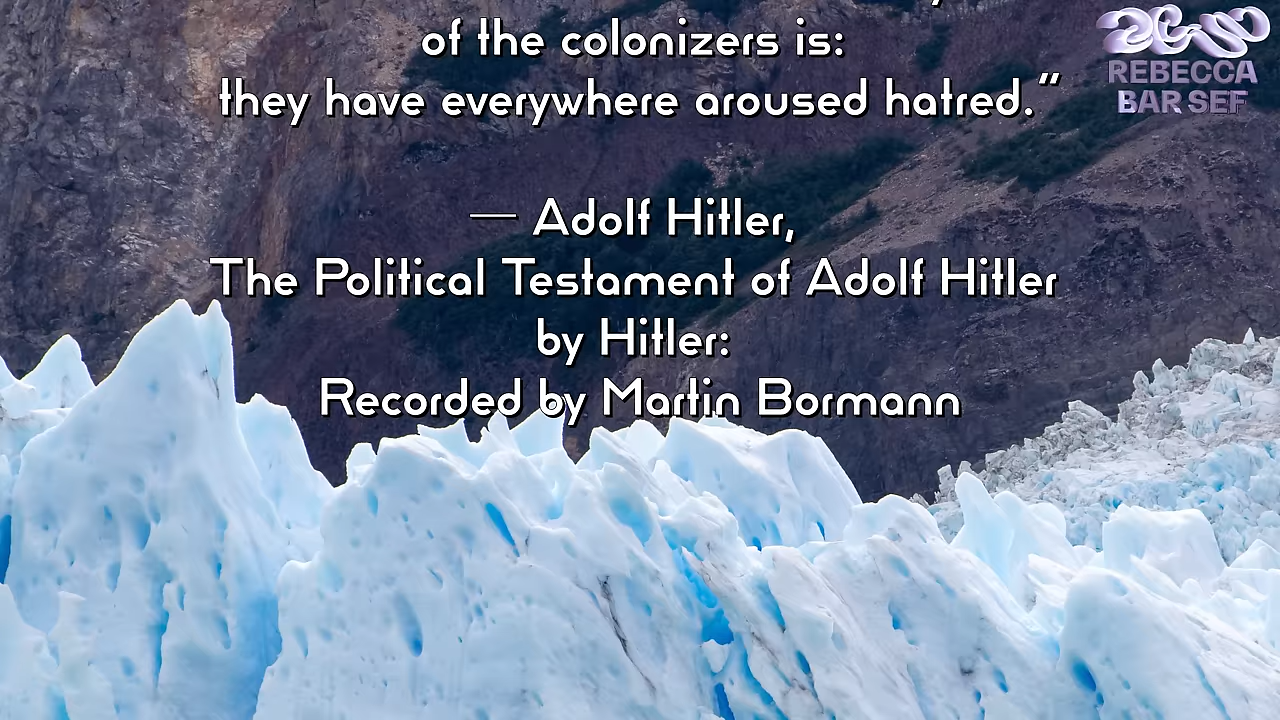 of the colonizers is:
they have everywhere aroused hatred.”
— Adolf Hitler,
The Political Testament of Adolf Hitler
by Hitler:
Recorded by Martin Bormann
REBECCA
BAR SEF